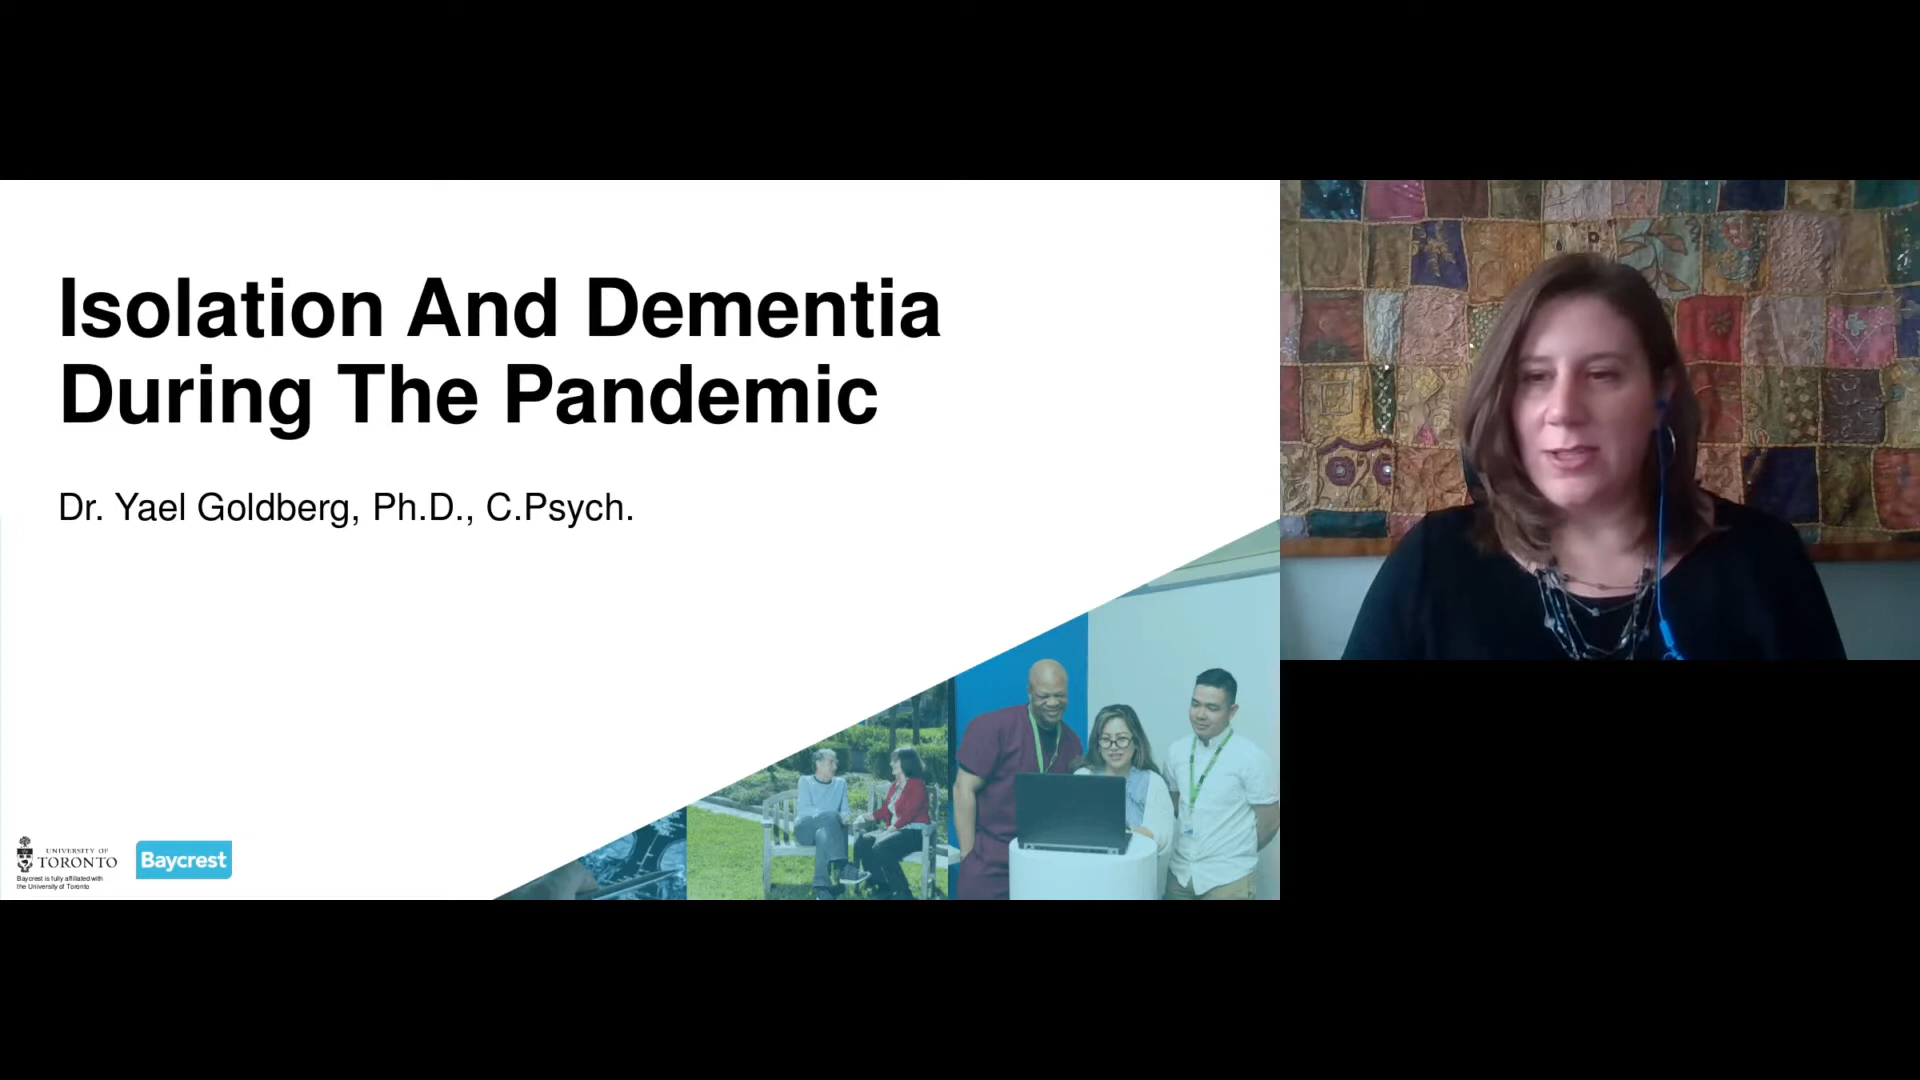 Isolation And Dementia
During The Pandemic
Dr. Yael Goldberg, Ph.D., C.Psych.
UNIVERSITY OF
TORONTO
Baycrest is fully affiliated with
the University of Toronto
Baycrest